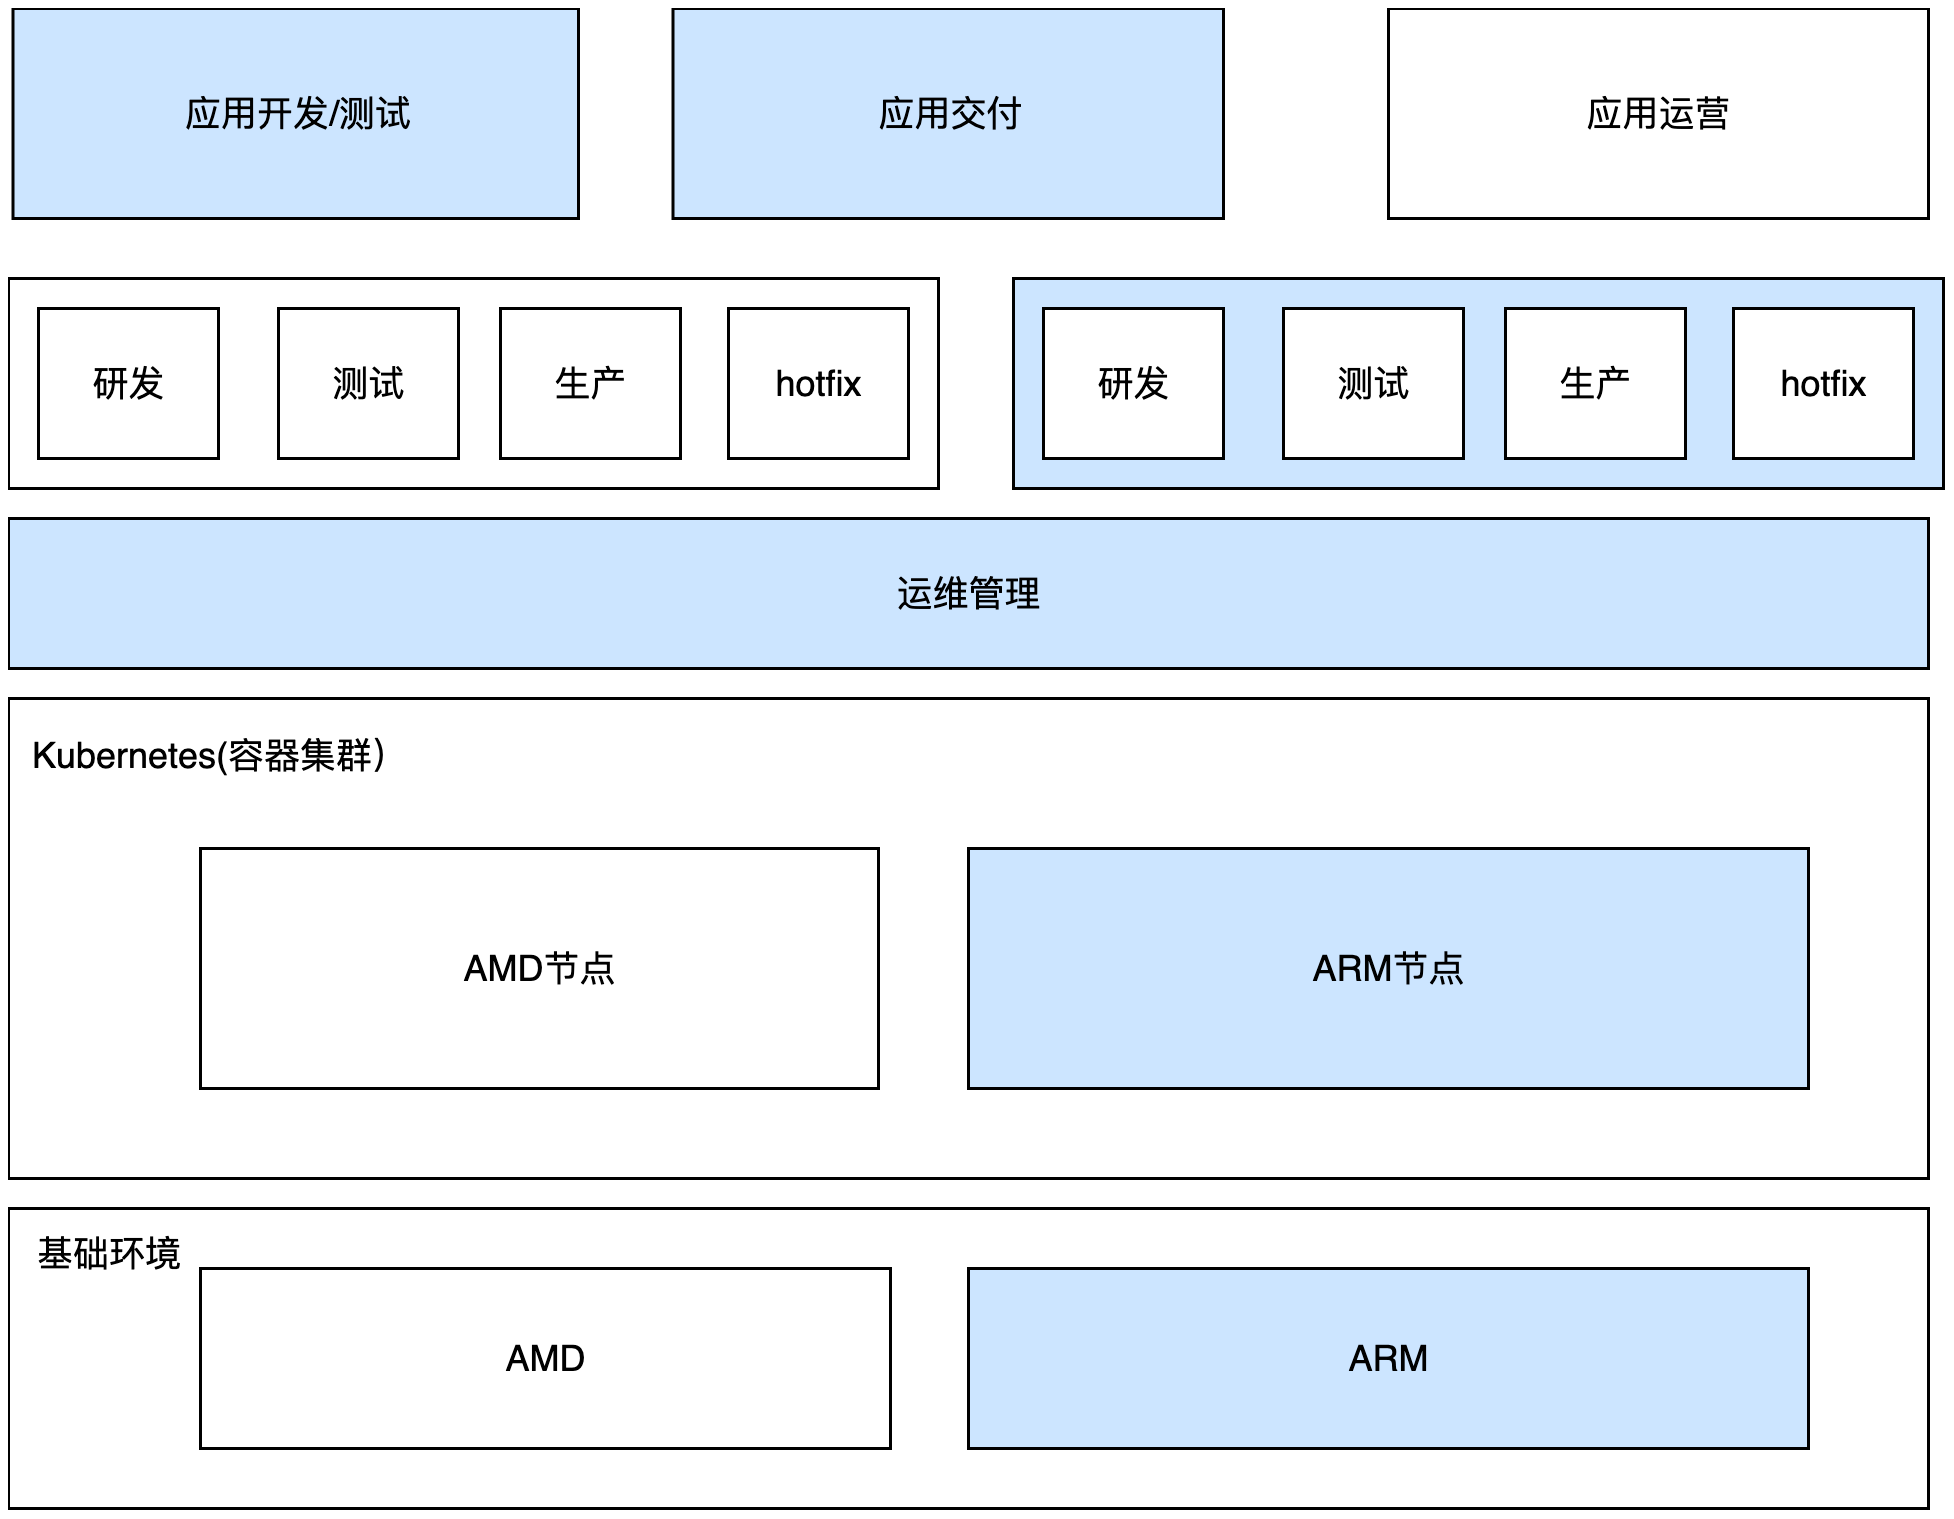 应用开发/测试
应用交付
应用运营
研发
测试
生产
hotfix
研发
测试
生产
hotfix
运维管理
Kubernetes(容器集群）
AMD节点
ARM节点
基础环境
AMD
ARM